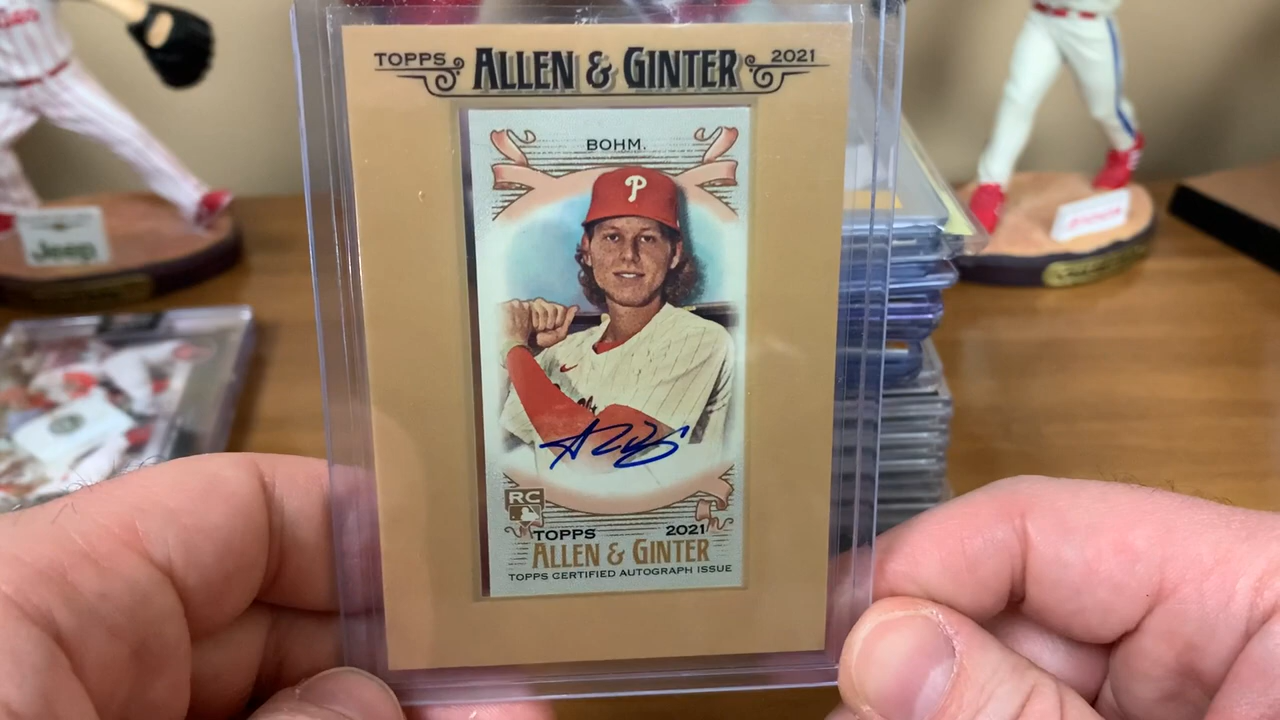 TOPPS ALLEN & GINTER 2021
BOHM.
P
RC
TOPPS 2021
ALLEN & GINTER
TOPPS CERTIFIED AUTOGRAPH ISSUE
Jeep